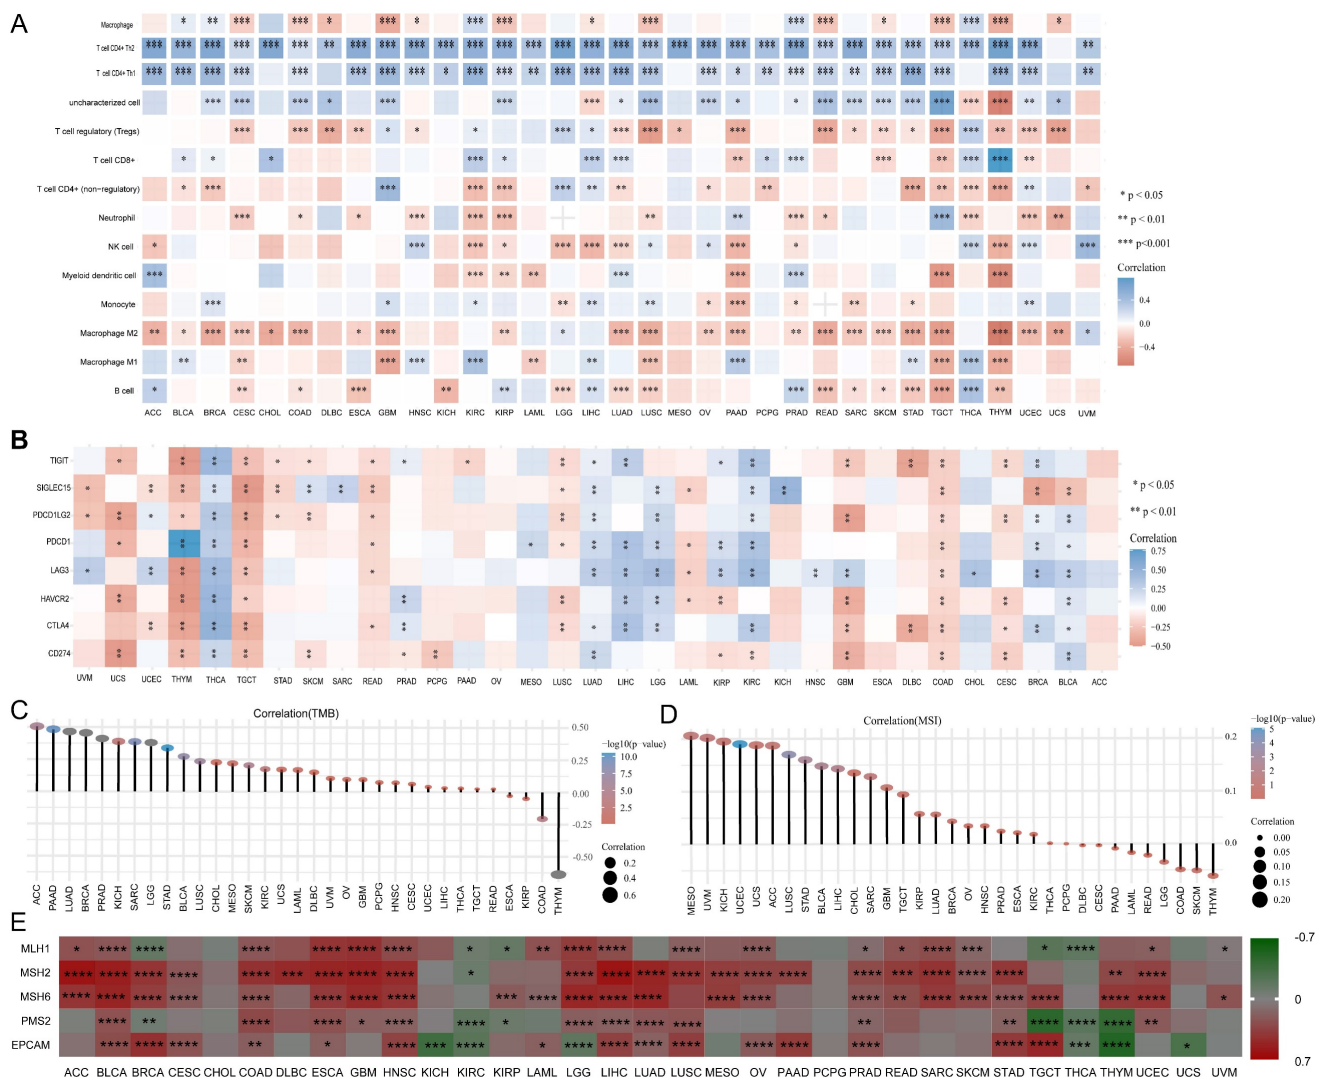 A
Macrophage
T cell CD4+ Th2
T cell CD4+ Th1
uncharacterized cell
T cell regulatory (Tregs)
T cell CD8+
T cell CD4+ (non-regulatory)
Neutrophil
NK cell
Myeloid dendritic cell
Monocyte
Macrophage M2
Macrophage M1
B cell
ACC BLCA BRCA CESC CHOL COAD DLBC ESCA GBM HNSC KICH KIRC KIRP LAML LGG LIHC LUAD LUSC MESO OV PAAD PCPG PRAD READ SARC SKCM STAD TGCT THCA THYM UCEC UCS UVM
* p < 0.05
** p < 0.01
*** p<0.001
Correlation
0.4
0.0
-0.4
B
TIGIT
SIGLEC15
PDCD1LG2
PDCD1
LAG3
HAVCR2
CTLA4
CD274
UVM UCS UCEC THYM THCA TGCT STAD SKCM SARC READ PRAD PCPG PAAD OV MESO LUSC LUAD LIHC LGG LAML KIRP KIRC KICH HNSC GBM ESCA DLBC COAD CHOL CESC BRCA BLCA ACC
* p < 0.05
** p < 0.01
Correlation
0.75
0.50
0.25
0.00
-0.25
-0.50
C
Correlation(TMB)
0.50
0.25
0.00
-0.25
-0.50
ACC PAAD LUAD BRCA PRAD KICH SARC LGG STAD BLCA LUSC CHOL MESO SKCM KIRC UCS LAML DLBC UVM OV GBM PCPG HNSC CESC UCEC LIHC THCA TGCT READ ESCA KIRP COAD THYM
-log10(p-value)
10.0
7.5
5.0
2.5
Correlation
0.2
0.4
0.6
D
Correlation(MSI)
0.2
0.1
0.0
MESO UVM KICH UCEC UCS ACC LUSC STAD BLCA LIHC CHOL SARC GBM TGCT KIRP LUAD BRCA OV HNSC PRAD ESCA KIRC THCA PCPG DLBC CESC PAAD LAML READ LGG COAD SKCM THYM
-log10(p-value)
5
4
3
2
1
Correlation
0.00
0.05
0.10
0.15
0.20
E
MLH1
MSH2
MSH6
PMS2
EPCAM
ACC BLCA BRCA CESC CHOL COAD DLBC ESCA GBM HNSC KICH KIRC KIRP LAML LGG LIHC LUAD LUSC MESO OV PAAD PCPG PRAD READ SARC SKCM STAD TGCT THCA THYM UCEC UCS UVM
-0.7
0
0.7